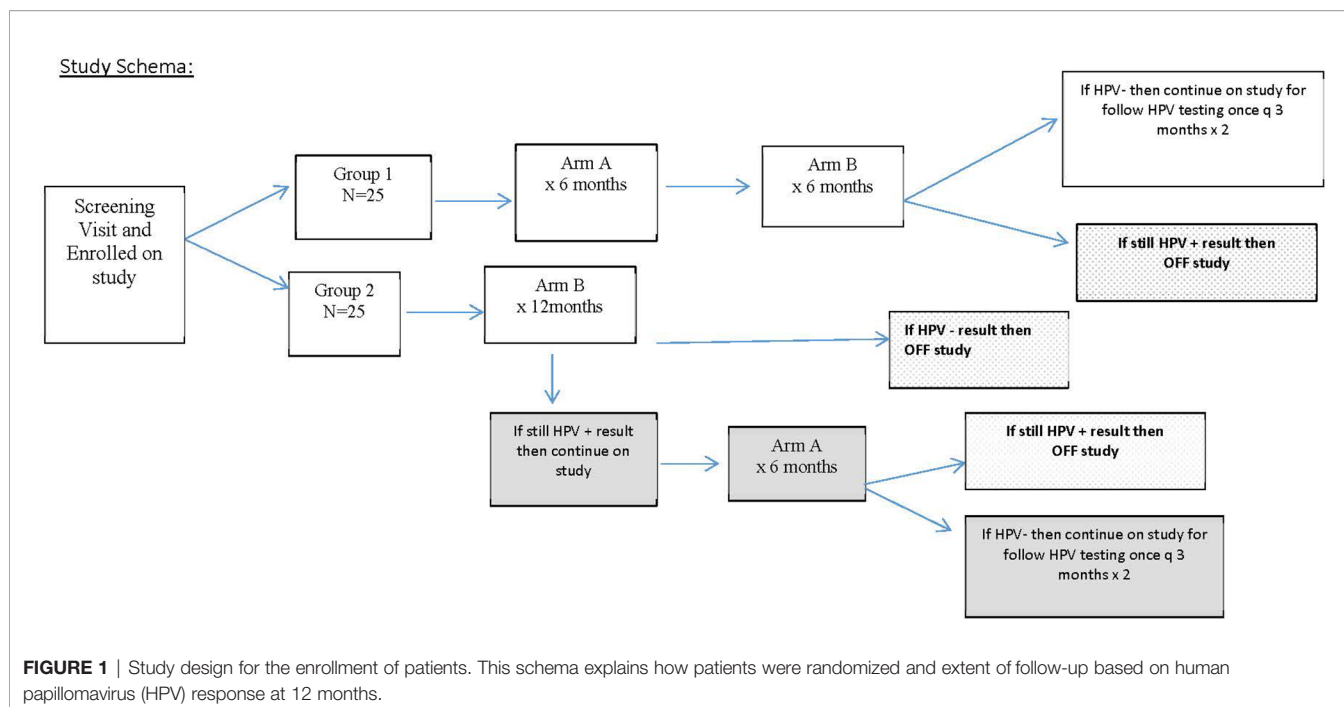 Study Schema:
Screening
Visit and
Enrolled on
study
Group 1
N=25
Arm A
x 6 months
Arm B
x 6 months
If HPV- then continue on study for
follow HPV testing once q 3
months x 2
If still HPV + result then
OFF study
Group 2
N=25
Arm B
x 12months
If HPV - result then
OFF study
If still HPV + result
then continue on
study
Arm A
x 6 months
If still HPV + result then
OFF study
If HPV- then continue on study for
follow HPV testing once q 3
months x 2
FIGURE 1 | Study design for the enrollment of patients. This schema explains how patients were randomized and extent of follow-up based on human
papillomavirus (HPV) response at 12 months.